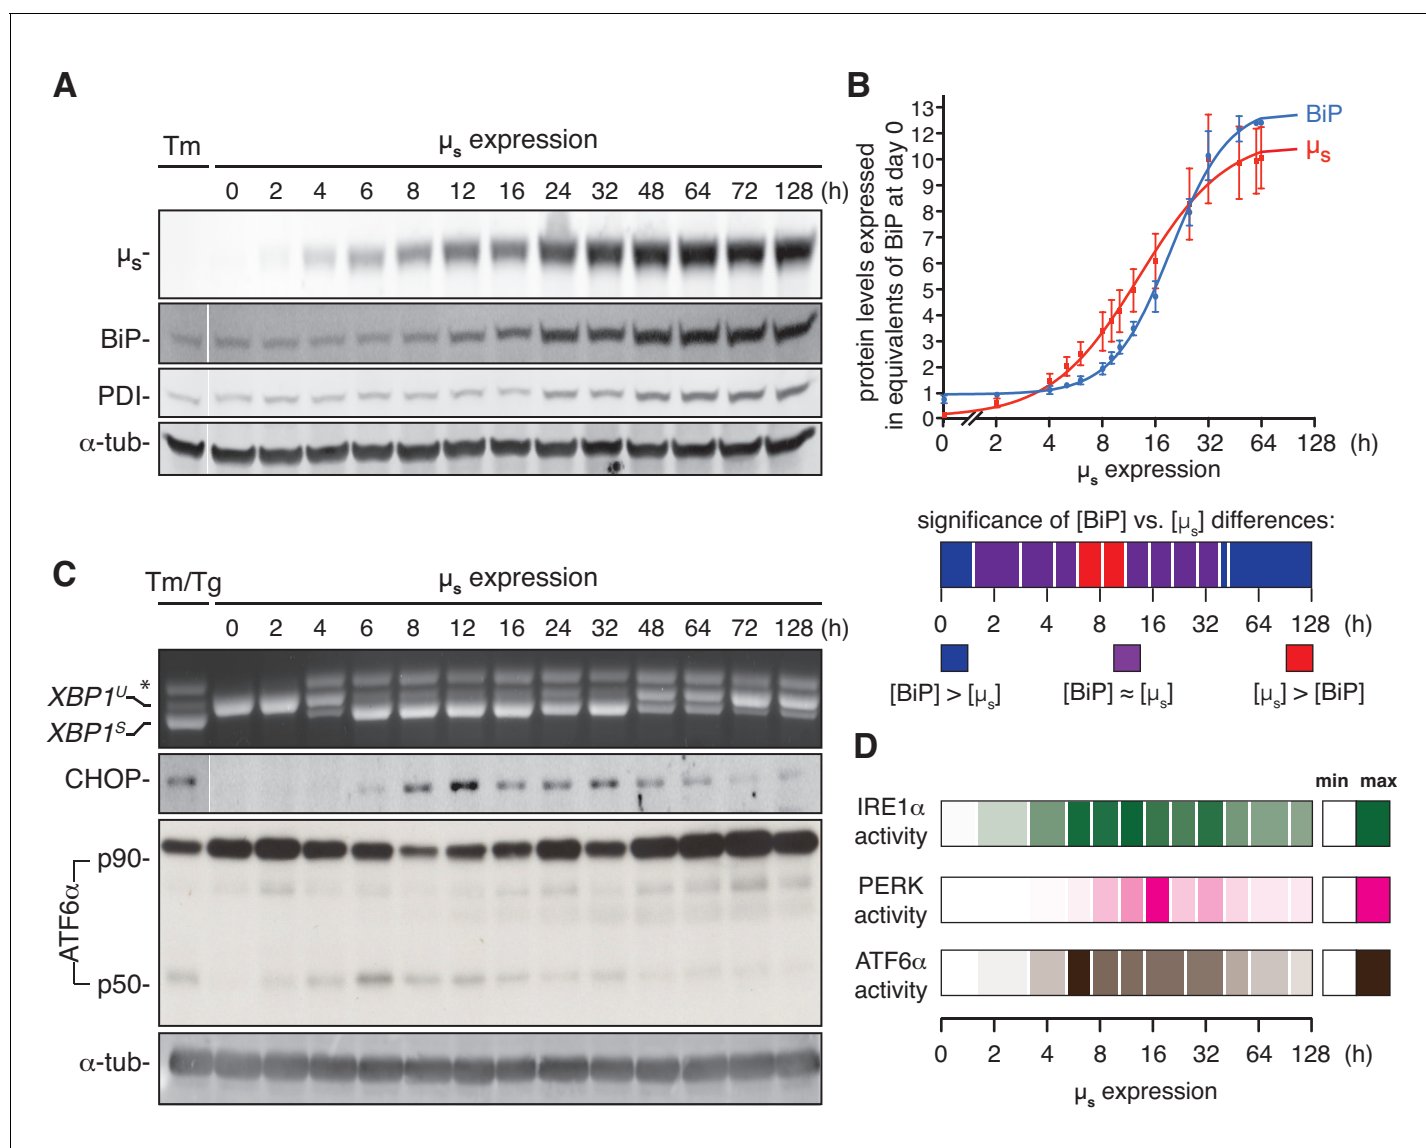 A
Tm
μs expression
0 2 4 6 8 12 16 24 32 48 64 72 128 (h)
μs-
BiP-
PDI-
α-tub-
B
protein levels expressed
in equivalents of BiP at day 0
13
12
10
9
8
7
6
5
4
3
2
1
0
BiP
μs
0 2 4 8 16 32 64 128 (h)
μs expression
significance of [BiP] vs. [μs] differences:
0 2 4 8 16 32 64 128 (h)
[BiP] > [μs]
[BiP] ≈ [μs]
[μs] > [BiP]
C
Tm/Tg
μs expression
0 2 4 6 8 12 16 24 32 48 64 72 128 (h)
*
XBP1U
XBP1S
CHOP-
ATF6α
p90-
p50-
α-tub-
D
min max
IRE1α
activity
PERK
activity
ATF6α
activity
0 2 4 8 16 32 64 128 (h)
μs expression